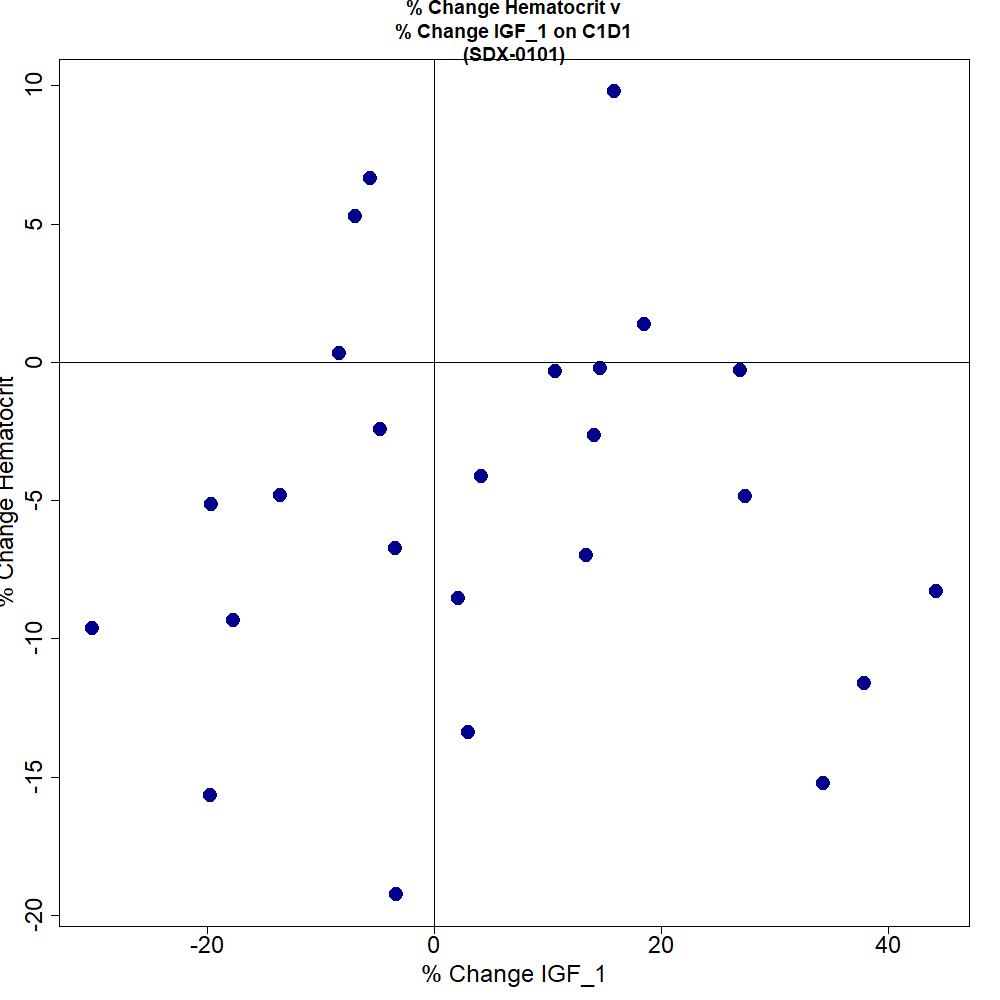 % Change Hematocrit v
% Change IGF_1 on C1D1
(SDX-0101)
10
5
0
-5
-10
-15
-20
% Change Hematocrit
-20
0
20
40
% Change IGF_1